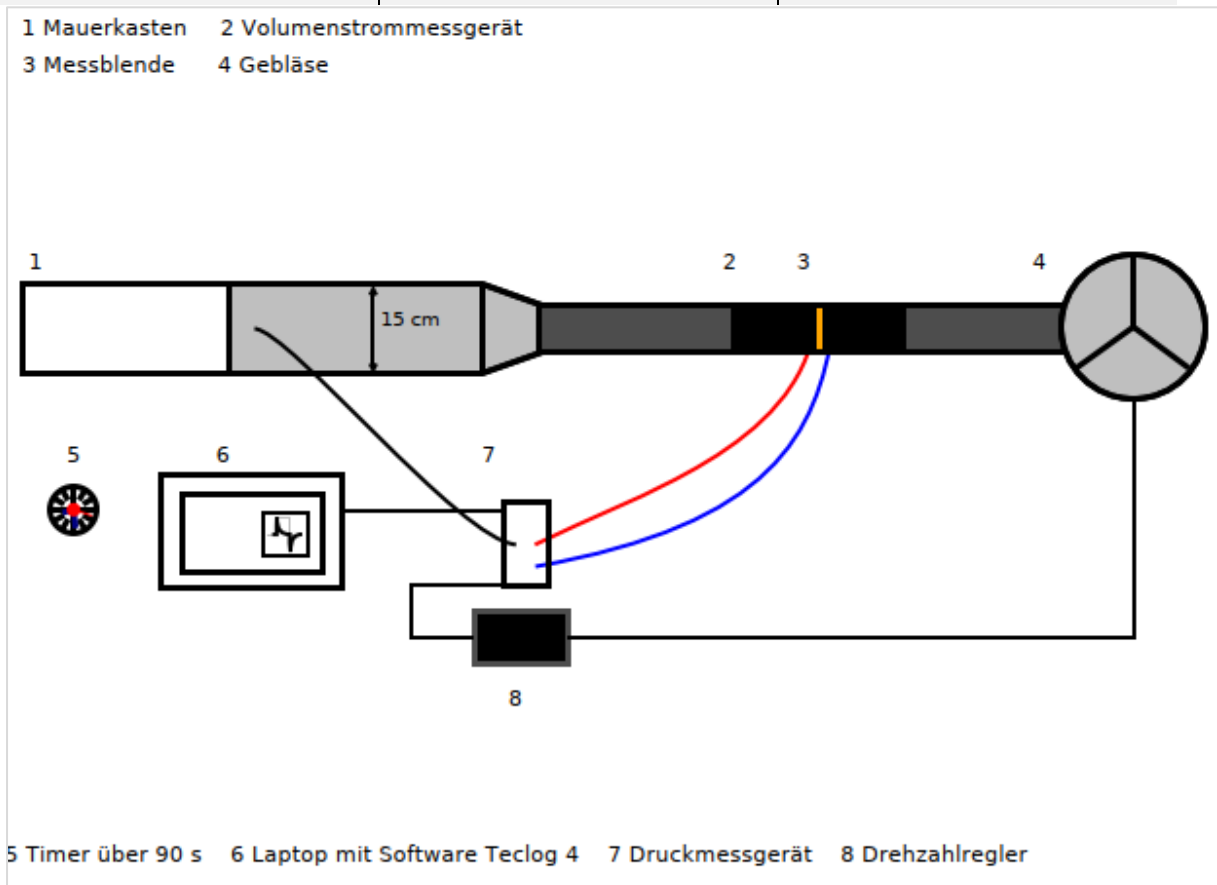 1 Mauerkasten 2 Volumenstrommessgerät
3 Messblende 4 Gebläse
1
2
3
4
15 cm
5
6
7
8
5 Timer über 90 s 6 Laptop mit Software Teclog 4 7 Druckmessgerät 8 Drehzahlregler